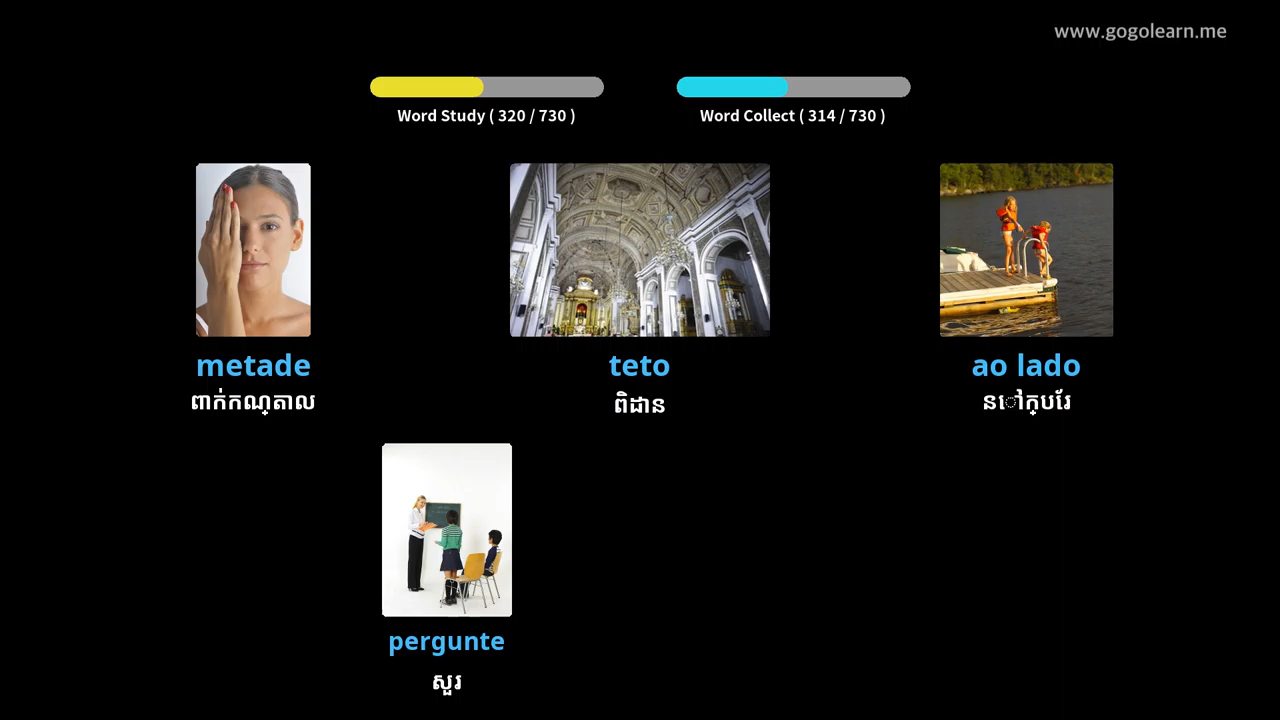 www.gogolearn.me
Word Study ( 320 / 730 )
Word Collect ( 314 / 730 )
metade
ពាក់កណ្តាល
teto
ពិដាន
ao lado
នៅក្បែរ
pergunte
សួរ